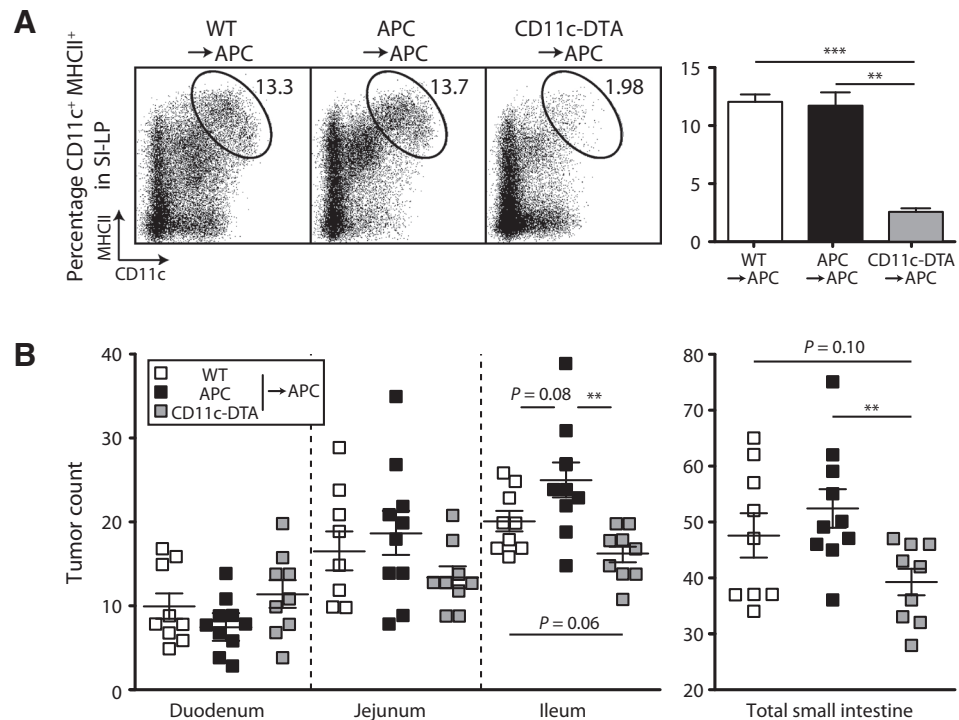 A
Percentage CD11c+ MHCII+
in SI-LP
WT
→APC
APC
→APC
CD11c-DTA
→APC
13.3
13.7
1.98
MHCII
CD11c
***
**
15
10
5
0
WT
→APC
APC
→APC
CD11c-DTA
→APC
B
Tumor count
40
30
20
10
0
WT
APC
CD11c-DTA
→APC
P = 0.08
**
P = 0.06
Duodenum
Jejunum
Ileum
80
70
60
50
40
30
20
P = 0.10
**
Total small intestine